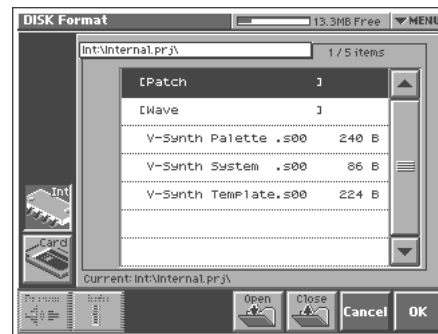 DISK Format 13.3MB Free ▼MENU
Int:\Internal.prj\ 1/5 items
[Patch ]
[Wave ]
V-Synth Palette .s00 240 B
V-Synth System .s00 86 B
V-Synth Template.s00 224 B
Int
Card
Current: Int:\Internal.prj\
Info Open Close Cancel OK